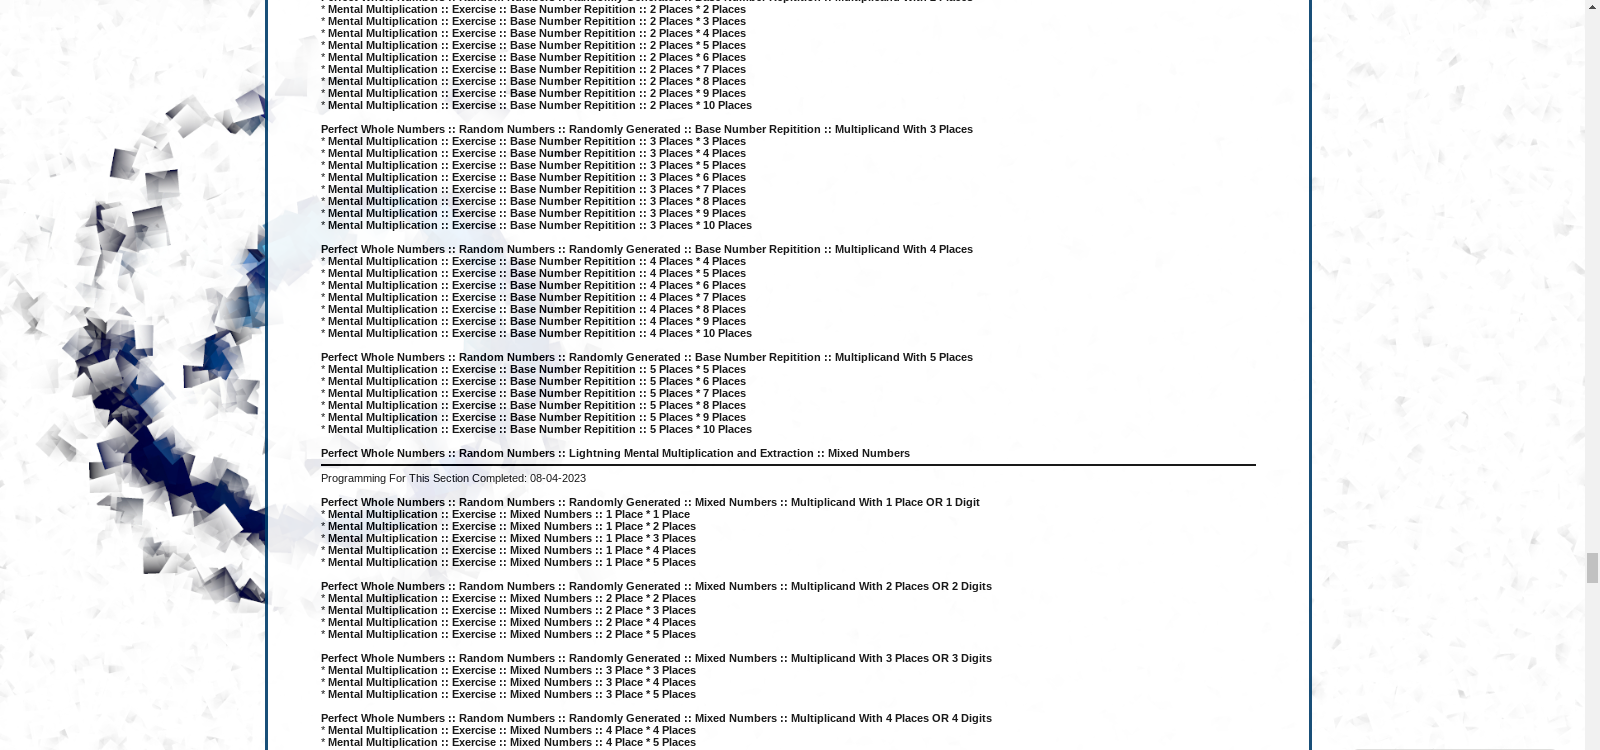 Perfect Whole Numbers :: Random Numbers :: Randomly Generated :: Base Number Repitition :: Multiplicand With 2 Places
* Mental Multiplication :: Exercise :: Base Number Repitition :: 2 Places * 2 Places
* Mental Multiplication :: Exercise :: Base Number Repitition :: 2 Places * 3 Places
* Mental Multiplication :: Exercise :: Base Number Repitition :: 2 Places * 4 Places
* Mental Multiplication :: Exercise :: Base Number Repitition :: 2 Places * 5 Places
* Mental Multiplication :: Exercise :: Base Number Repitition :: 2 Places * 6 Places
* Mental Multiplication :: Exercise :: Base Number Repitition :: 2 Places * 7 Places
* Mental Multiplication :: Exercise :: Base Number Repitition :: 2 Places * 8 Places
* Mental Multiplication :: Exercise :: Base Number Repitition :: 2 Places * 9 Places
* Mental Multiplication :: Exercise :: Base Number Repitition :: 2 Places * 10 Places
Perfect Whole Numbers :: Random Numbers :: Randomly Generated :: Base Number Repitition :: Multiplicand With 3 Places
* Mental Multiplication :: Exercise :: Base Number Repitition :: 3 Places * 3 Places
* Mental Multiplication :: Exercise :: Base Number Repitition :: 3 Places * 4 Places
* Mental Multiplication :: Exercise :: Base Number Repitition :: 3 Places * 5 Places
* Mental Multiplication :: Exercise :: Base Number Repitition :: 3 Places * 6 Places
* Mental Multiplication :: Exercise :: Base Number Repitition :: 3 Places * 7 Places
* Mental Multiplication :: Exercise :: Base Number Repitition :: 3 Places * 8 Places
* Mental Multiplication :: Exercise :: Base Number Repitition :: 3 Places * 9 Places
* Mental Multiplication :: Exercise :: Base Number Repitition :: 3 Places * 10 Places
Perfect Whole Numbers :: Random Numbers :: Randomly Generated :: Base Number Repitition :: Multiplicand With 4 Places
* Mental Multiplication :: Exercise :: Base Number Repitition :: 4 Places * 4 Places
* Mental Multiplication :: Exercise :: Base Number Repitition :: 4 Places * 5 Places
* Mental Multiplication :: Exercise :: Base Number Repitition :: 4 Places * 6 Places
* Mental Multiplication :: Exercise :: Base Number Repitition :: 4 Places * 7 Places
* Mental Multiplication :: Exercise :: Base Number Repitition :: 4 Places * 8 Places
* Mental Multiplication :: Exercise :: Base Number Repitition :: 4 Places * 9 Places
* Mental Multiplication :: Exercise :: Base Number Repitition :: 4 Places * 10 Places
Perfect Whole Numbers :: Random Numbers :: Randomly Generated :: Base Number Repitition :: Multiplicand With 5 Places
* Mental Multiplication :: Exercise :: Base Number Repitition :: 5 Places * 5 Places
* Mental Multiplication :: Exercise :: Base Number Repitition :: 5 Places * 6 Places
* Mental Multiplication :: Exercise :: Base Number Repitition :: 5 Places * 7 Places
* Mental Multiplication :: Exercise :: Base Number Repitition :: 5 Places * 8 Places
* Mental Multiplication :: Exercise :: Base Number Repitition :: 5 Places * 9 Places
* Mental Multiplication :: Exercise :: Base Number Repitition :: 5 Places * 10 Places
Perfect Whole Numbers :: Random Numbers :: Lightning Mental Multiplication and Extraction :: Mixed Numbers
Programming For This Section Completed: 08-04-2023
Perfect Whole Numbers :: Random Numbers :: Randomly Generated :: Mixed Numbers :: Multiplicand With 1 Place OR 1 Digit
* Mental Multiplication :: Exercise :: Mixed Numbers :: 1 Place * 1 Place
* Mental Multiplication :: Exercise :: Mixed Numbers :: 1 Place * 2 Places
* Mental Multiplication :: Exercise :: Mixed Numbers :: 1 Place * 3 Places
* Mental Multiplication :: Exercise :: Mixed Numbers :: 1 Place * 4 Places
* Mental Multiplication :: Exercise :: Mixed Numbers :: 1 Place * 5 Places
Perfect Whole Numbers :: Random Numbers :: Randomly Generated :: Mixed Numbers :: Multiplicand With 2 Places OR 2 Digits
* Mental Multiplication :: Exercise :: Mixed Numbers :: 2 Place * 2 Places
* Mental Multiplication :: Exercise :: Mixed Numbers :: 2 Place * 3 Places
* Mental Multiplication :: Exercise :: Mixed Numbers :: 2 Place * 4 Places
* Mental Multiplication :: Exercise :: Mixed Numbers :: 2 Place * 5 Places
Perfect Whole Numbers :: Random Numbers :: Randomly Generated :: Mixed Numbers :: Multiplicand With 3 Places OR 3 Digits
* Mental Multiplication :: Exercise :: Mixed Numbers :: 3 Place * 3 Places
* Mental Multiplication :: Exercise :: Mixed Numbers :: 3 Place * 4 Places
* Mental Multiplication :: Exercise :: Mixed Numbers :: 3 Place * 5 Places
Perfect Whole Numbers :: Random Numbers :: Randomly Generated :: Mixed Numbers :: Multiplicand With 4 Places OR 4 Digits
* Mental Multiplication :: Exercise :: Mixed Numbers :: 4 Place * 4 Places
* Mental Multiplication :: Exercise :: Mixed Numbers :: 4 Place * 5 Places